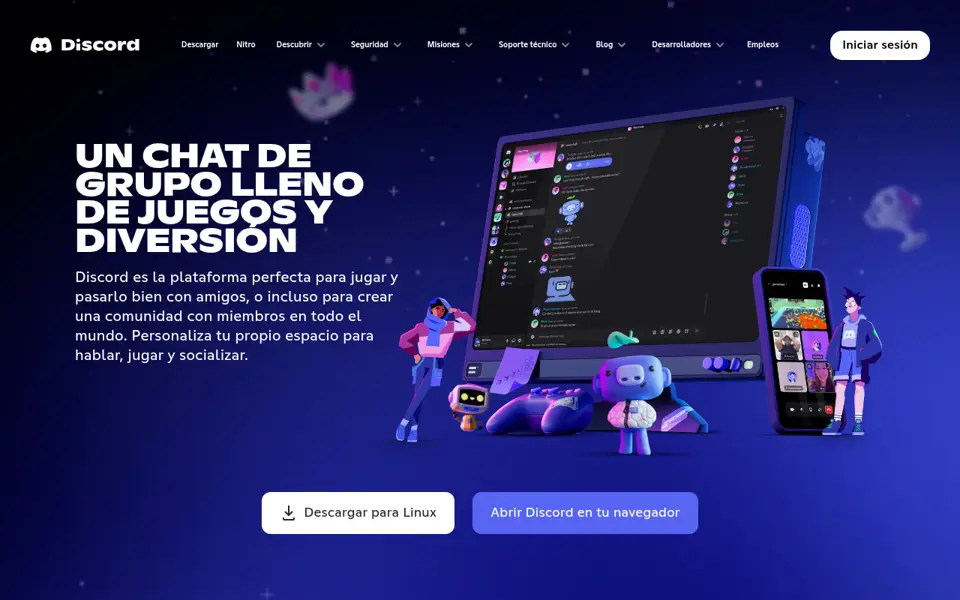 Discord
Descargar
Nitro
Descubrir
Seguridad
Misiones
Soporte técnico
Blog
Desarrolladores
Empleos
Iniciar sesión
UN CHAT DE
GRUPO LLENO
DE JUEGOS Y
DIVERSIÓN
Discord es la plataforma perfecta para jugar y
pasarlo bien con amigos, o incluso para crear
una comunidad con miembros en todo el
mundo. Personaliza tu propio espacio para
hablar, jugar y socializar.
Descargar para Linux
Abrir Discord en tu navegador